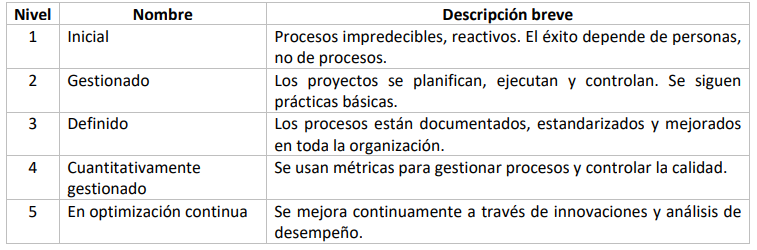 Nivel Nombre Descripción breve
1 Inicial Procesos impredecibles, reactivos. El éxito depende de personas,
no de procesos.
2 Gestionado Los proyectos se planifican, ejecutan y controlan. Se siguen
prácticas básicas.
3 Definido Los procesos están documentados, estandarizados y mejorados
en toda la organización.
4 Cuantitativamente Se usan métricas para gestionar procesos y controlar la calidad.
gestionado
5 En optimización continua Se mejora continuamente a través de innovaciones y análisis de
desempeño.